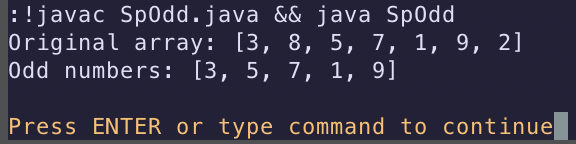 :!javac SpOdd.java && java SpOdd
Original array: [3, 8, 5, 7, 1, 9, 2]
Odd numbers: [3, 5, 7, 1, 9]
Press ENTER or type command to continue